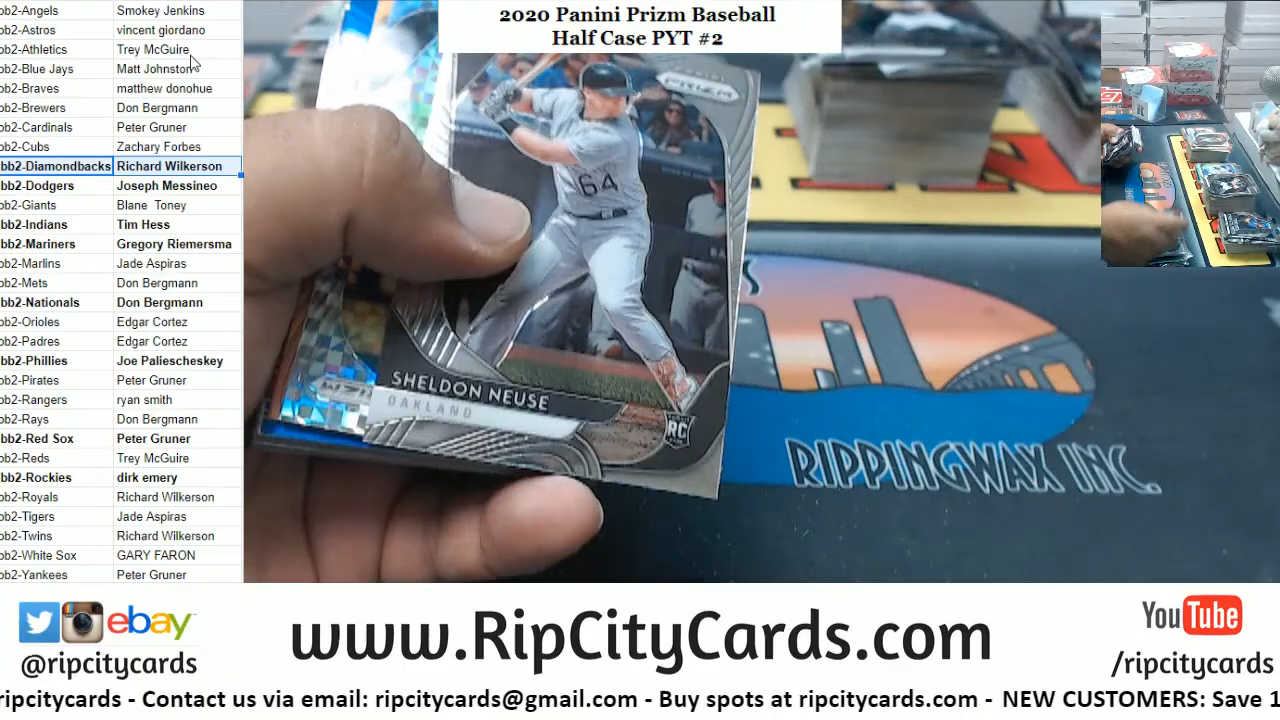 2020 Panini Prizm Baseball
Half Case PYT #2
bb2-Angels Smokey Jenkins
bb2-Astros vincent giordano
bb2-Athletics Trey McGuire
bb2-Blue Jays Matt Johnston
bb2-Braves matthew donohue
bb2-Brewers Don Bergmann
bb2-Cardinals Peter Gruner
bb2-Cubs Zachary Forbes
bb2-Diamondbacks Richard Wilkerson
bb2-Dodgers Joseph Messineo
bb2-Giants Blane Toney
bb2-Indians Tim Hess
bb2-Mariners Gregory Riemersma
bb2-Marlins Jade Aspiras
bb2-Mets Don Bergmann
bb2-Nationals Don Bergmann
bb2-Orioles Edgar Cortez
bb2-Padres Edgar Cortez
bb2-Phillies Joe Paliescheskey
bb2-Pirates Peter Gruner
bb2-Rangers ryan smith
bb2-Rays Don Bergmann
bb2-Red Sox Peter Gruner
bb2-Reds Trey McGuire
bb2-Rockies dirk emery
bb2-Royals Richard Wilkerson
bb2-Tigers Jade Aspiras
bb2-Twins Richard Wilkerson
bb2-White Sox GARY FARON
bb2-Yankees Peter Gruner
PRIZM
64
SHELDON NEUSE
OAKLAND
RC
RIPPINGWAX INC.
ebay
@ripcitycards
www.RipCityCards.com
YouTube
/ripcitycards
ripcitycards - Contact us via email: ripcitycards@gmail.com - Buy spots at ripcitycards.com - NEW CUSTOMERS: Save 1